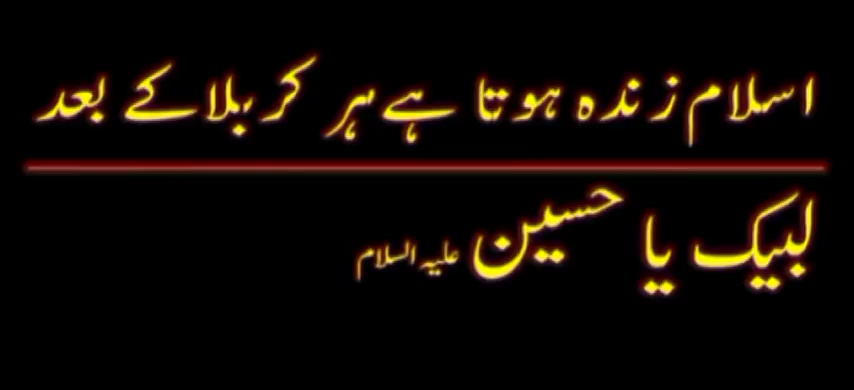 اسلام زندہ ہوتا ہے ہر کربلا کے بعد
لبیک یا حسین علیہ السلام